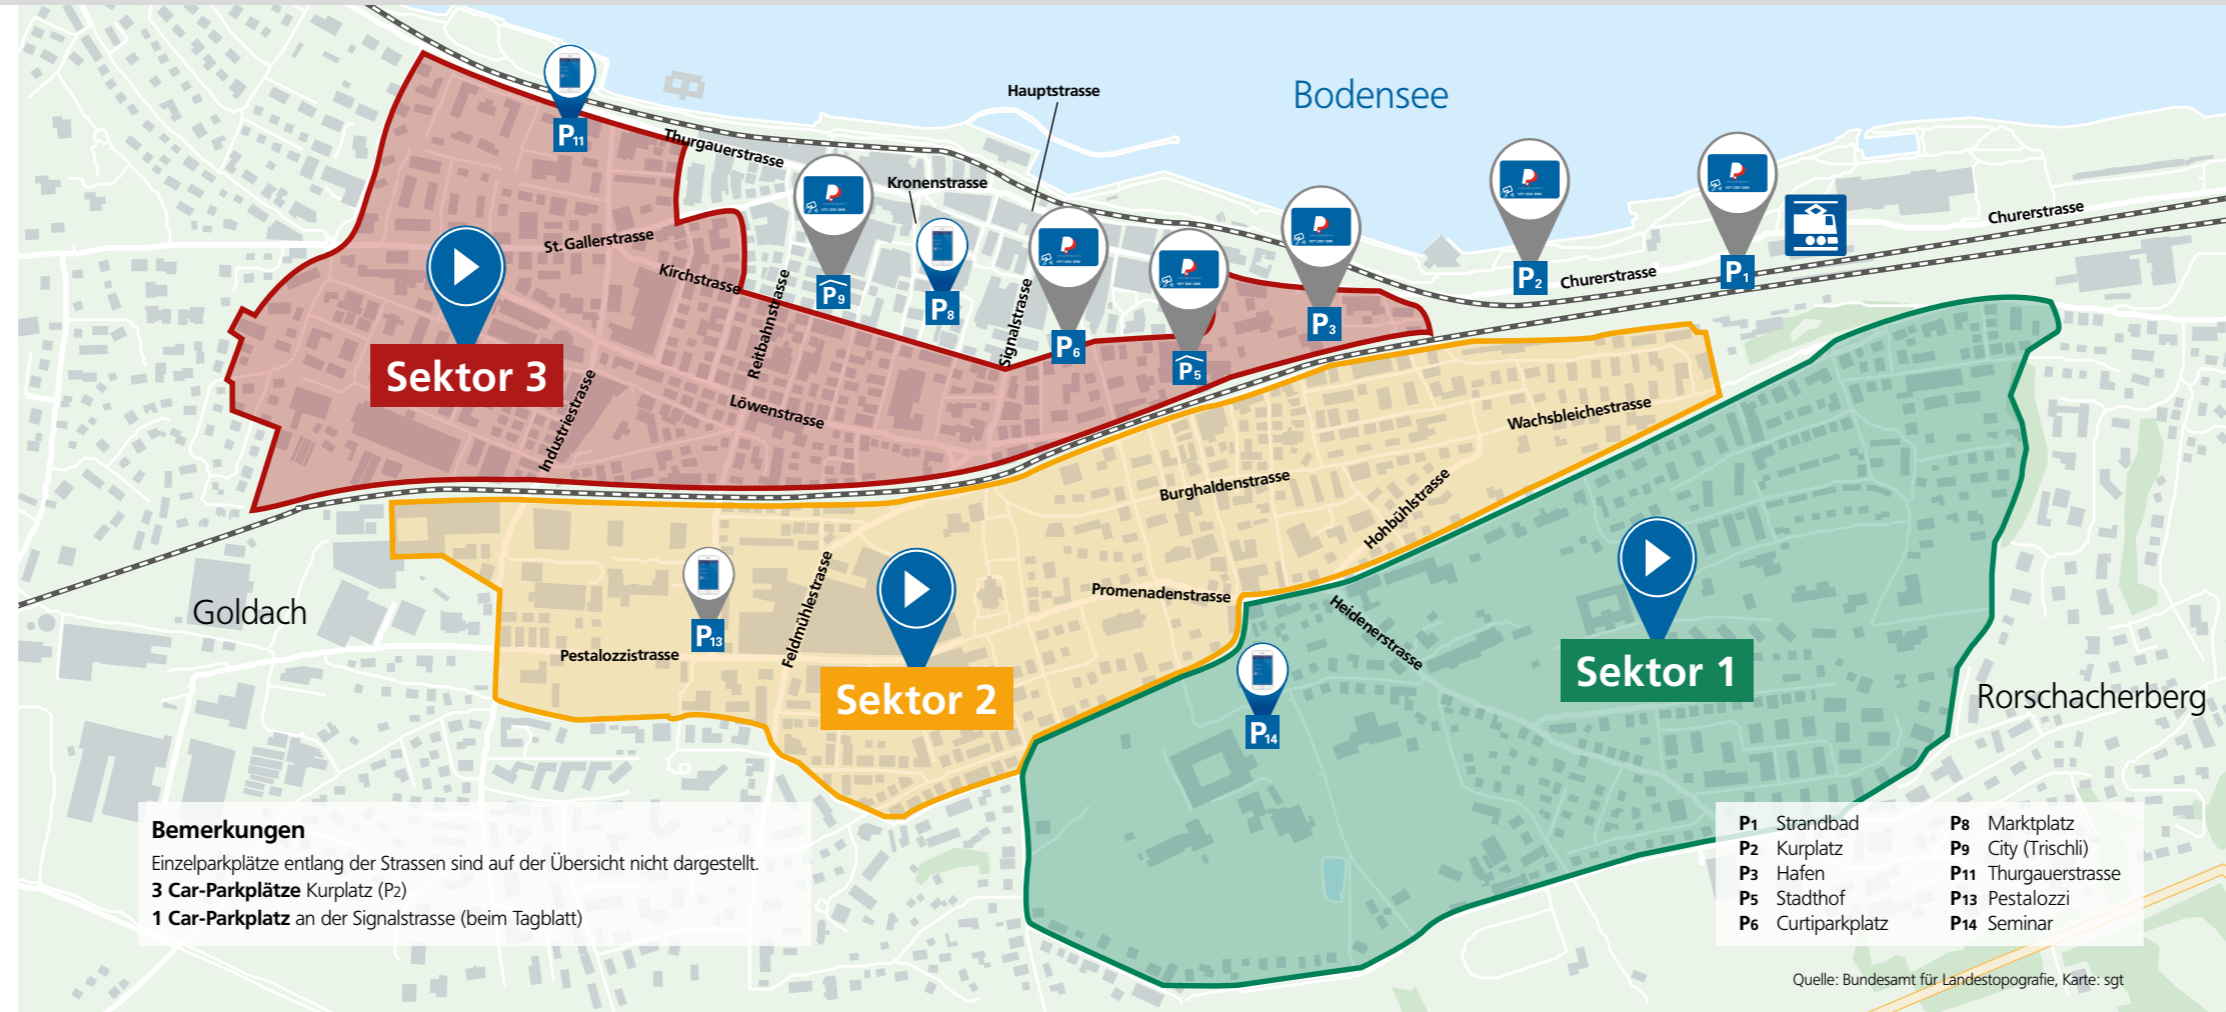 Bodensee
Hauptstrasse
Thurgauerstrasse
Kronenstrasse
P11
P9
P8
P6
P5
P3
P2
P1
Churerstrasse
Churerstrasse
St. Gallerstrasse
Kirchstrasse
Reitbahnstrasse
Signalstrasse
Sektor 3
Löwenstrasse
Industriestrasse
Wachsbleichestrasse
Burghaldenstrasse
Hohbühlstrasse
Promenadenstrasse
Heidenerstrasse
Goldach
P13
Pestalozzistrasse
Feldmühlestrasse
Sektor 2
P14
Sektor 1
Rorschacherberg
Bemerkungen
Einzelparkplätze entlang der Strassen sind auf der Übersicht nicht dargestellt.
3 Car-Parkplätze Kurplatz (P2)
1 Car-Parkplatz an der Signalstrasse (beim Tagblatt)
P1 Strandbad
P2 Kurplatz
P3 Hafen
P5 Stadthof
P6 Curtiparkplatz
P8 Marktplatz
P9 City (Trischli)
P11 Thurgauerstrasse
P13 Pestalozzi
P14 Seminar
Quelle: Bundesamt für Landestopografie, Karte: sgt